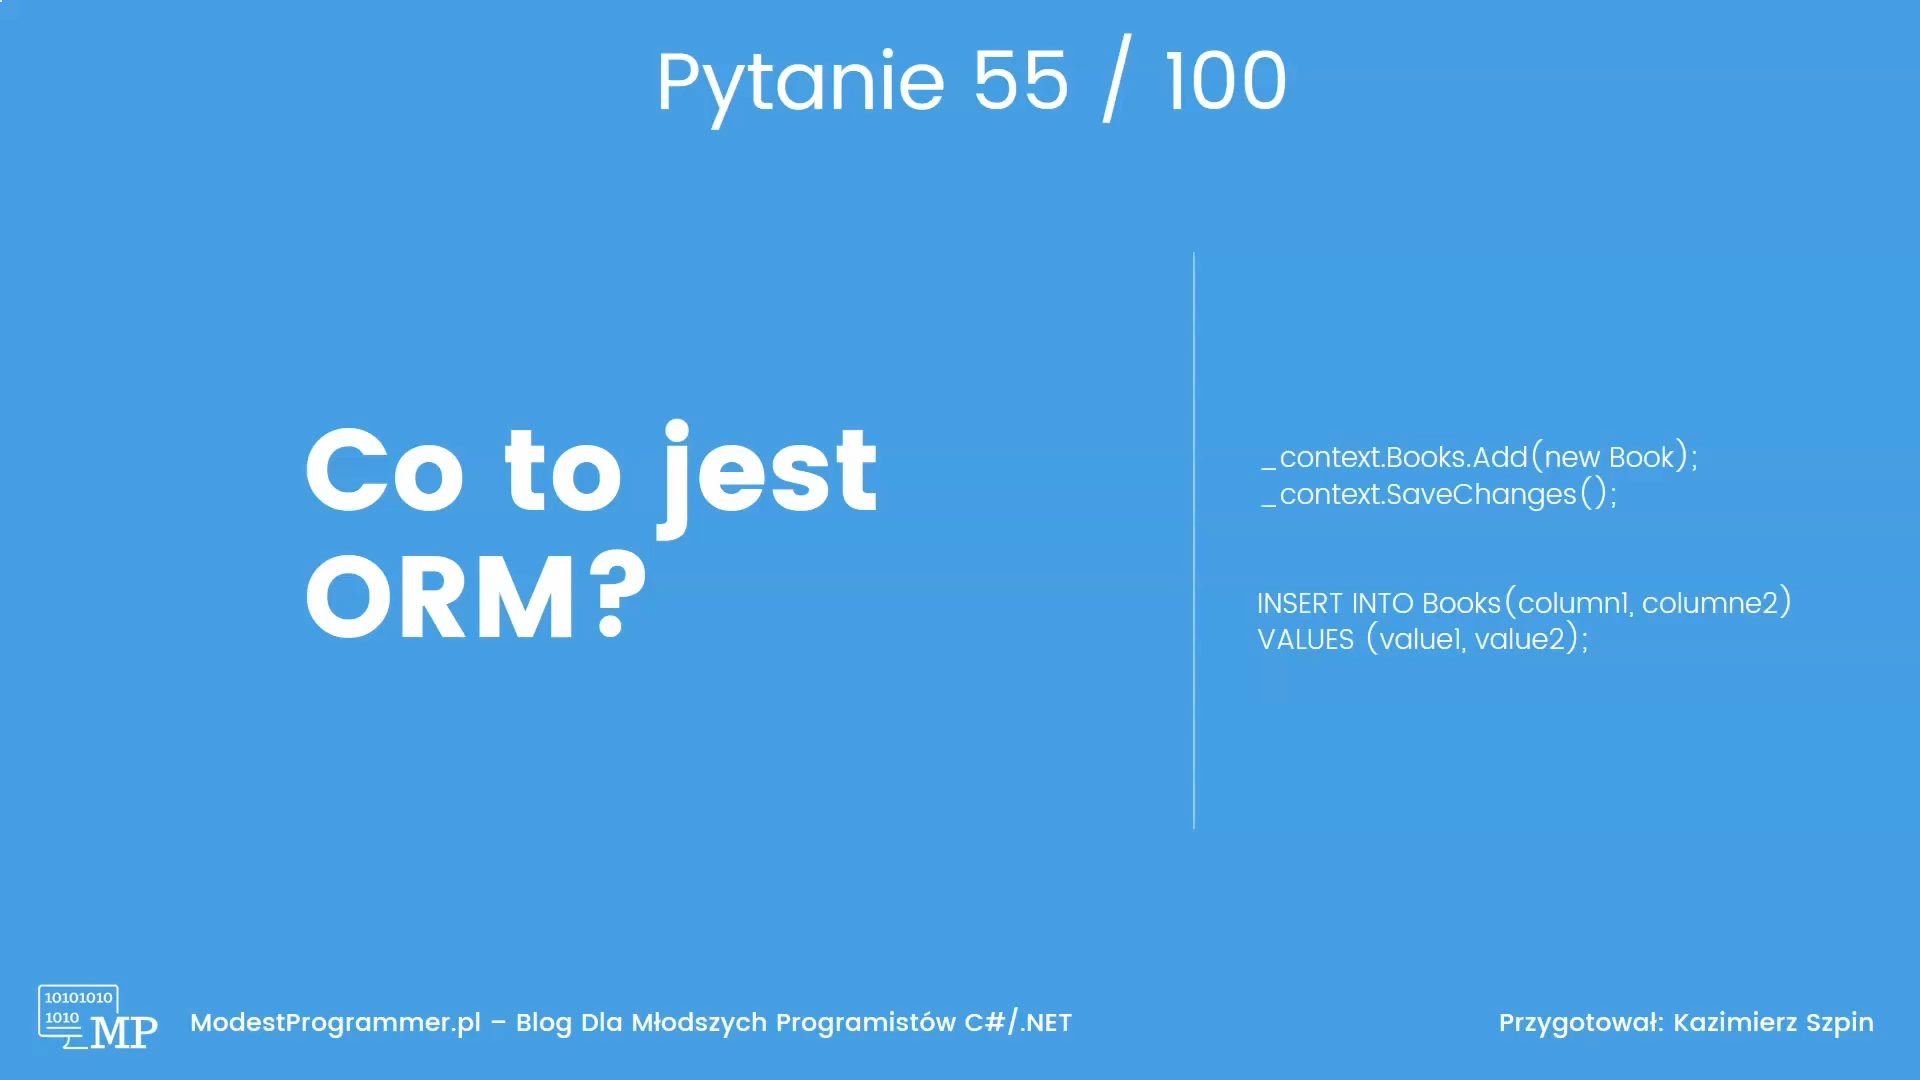 Pytanie 55 / 100
Co to jest
ORM?
_context.Books.Add(new Book);
_context.SaveChanges();
INSERT INTO Books(column1, columne2)
VALUES (value1, value2);
10101010
1010
MP
ModestProgrammer.pl – Blog Dla Młodszych Programistów C#/.NET
Przygotował: Kazimierz Szpin